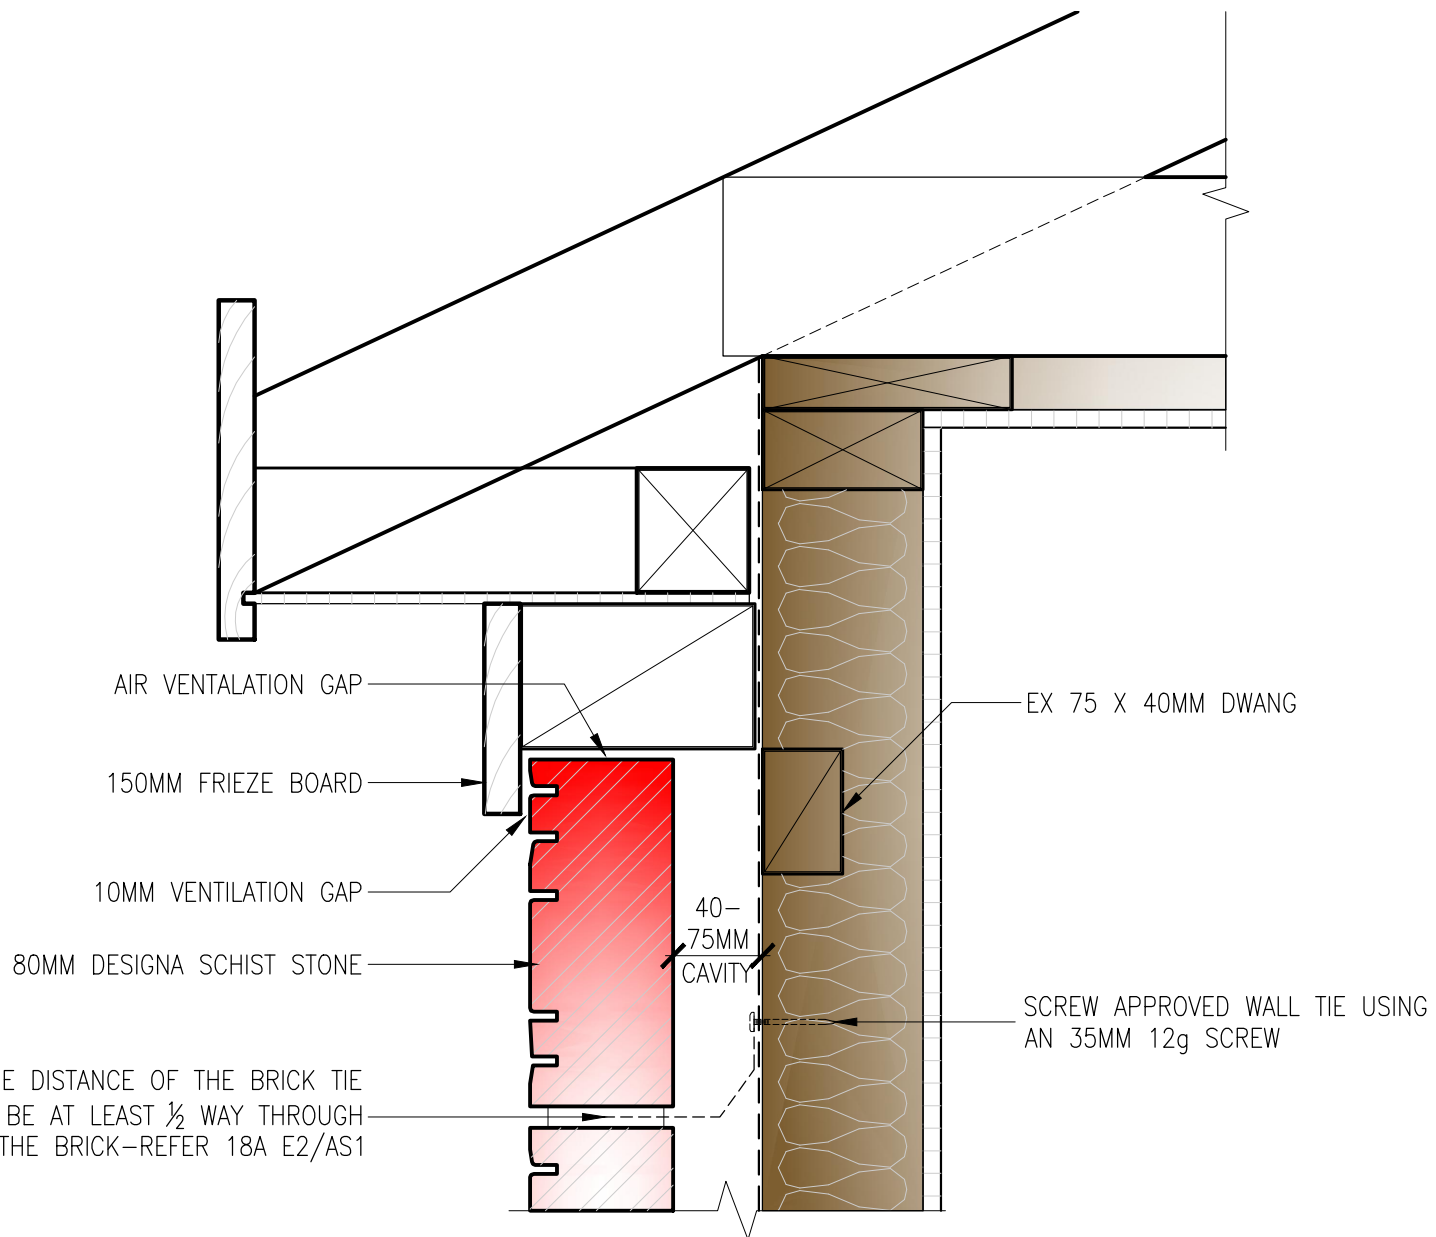 AIR VENTALATION GAP
150MM FRIEZE BOARD
10MM VENTILATION GAP
80MM DESIGNA SCHIST STONE
E DISTANCE OF THE BRICK TIE
BE AT LEAST ½ WAY THROUGH
THE BRICK-REFER 18A E2/AS1
40-
75MM
CAVITY
EX 75 X 40MM DWANG
SCREW APPROVED WALL TIE USING
AN 35MM 12g SCREW